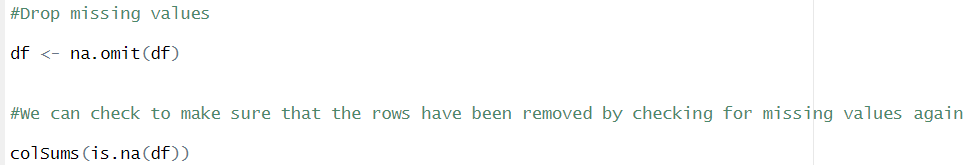 #Drop missing values
df <- na.omit(df)
#We can check to make sure that the rows have been removed by checking for missing values again
colSums(is.na(df))